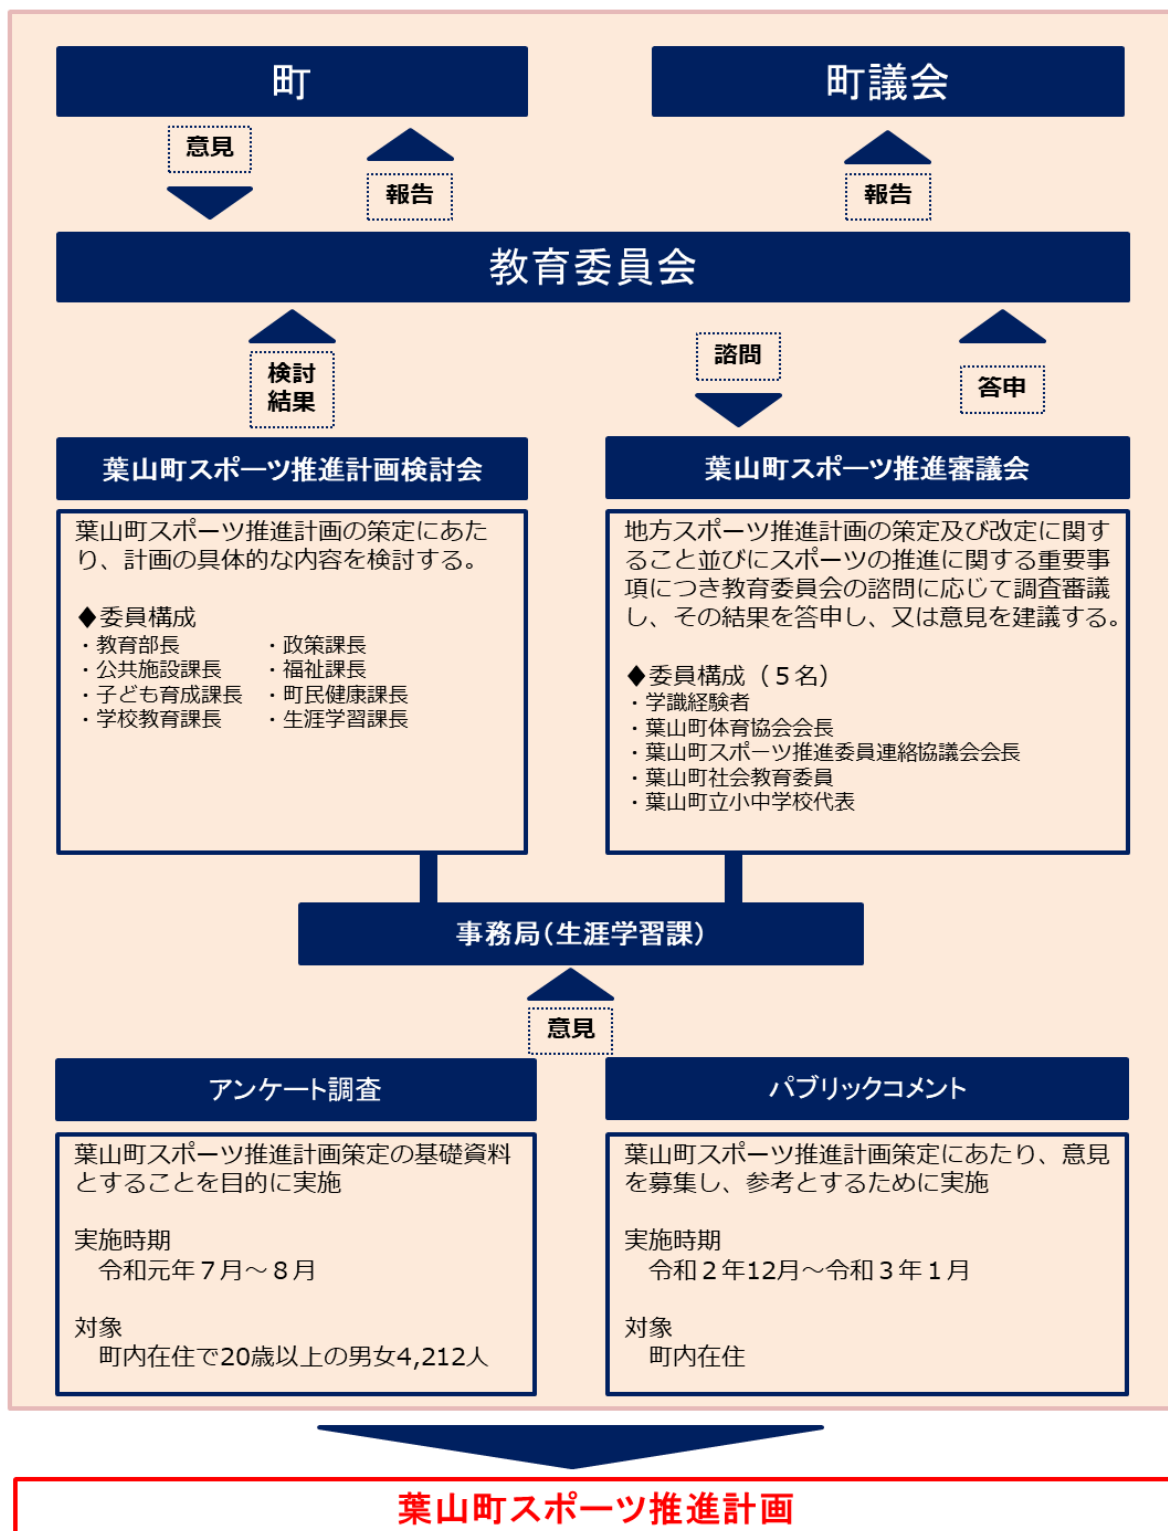 町
町議会
意見
報告
報告
教育委員会
検討
結果
諮問
答申
葉山町スポーツ推進計画検討会
葉山町スポーツ推進計画の策定にあた
り、計画の具体的な内容を検討する。
◆委員構成
・教育部長　・政策課長
・公共施設課長　・福祉課長
・子ども育成課長　・町民健康課長
・学校教育課長　・生涯学習課長
葉山町スポーツ推進審議会
地方スポーツ推進計画の策定及び改定に関す
ること並びにスポーツの推進に関する重要事
項につき教育委員会の諮問に応じて調査審議
し、その結果を答申し、又は意見を建議する。
◆委員構成（５名）
・学識経験者
・葉山町体育協会会長
・葉山町スポーツ推進委員連絡協議会会長
・葉山町社会教育委員
・葉山町立小中学校代表
事務局（生涯学習課）
意見
アンケート調査
葉山町スポーツ推進計画策定の基礎資料
とすることを目的に実施
実施時期
令和元年７月～８月
対象
町内在住で20歳以上の男女4,212人
パブリックコメント
葉山町スポーツ推進計画策定にあたり、意見
を募集し、参考とするために実施
実施時期
令和２年12月～令和３年１月
対象
町内在住
葉山町スポーツ推進計画